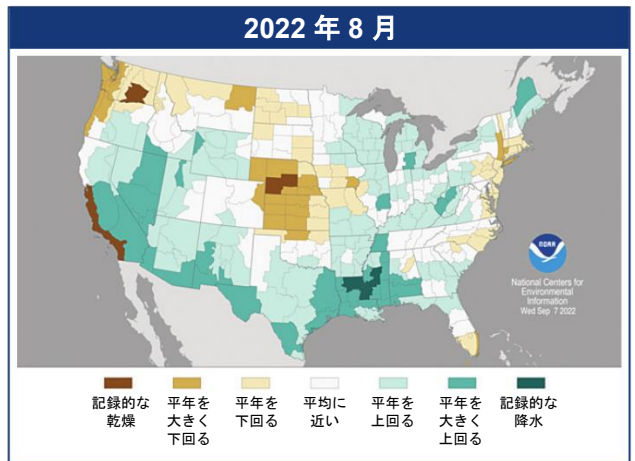 2022 年 8 月
NOAA
National Centers for
Environmental
Information
Wed Sep 7 2022
記録的な
乾燥
平年を
大きく
下回る
平年を
下回る
平均に
近い
平年を
上回る
平年を
大きく
上回る
記録的な
降水